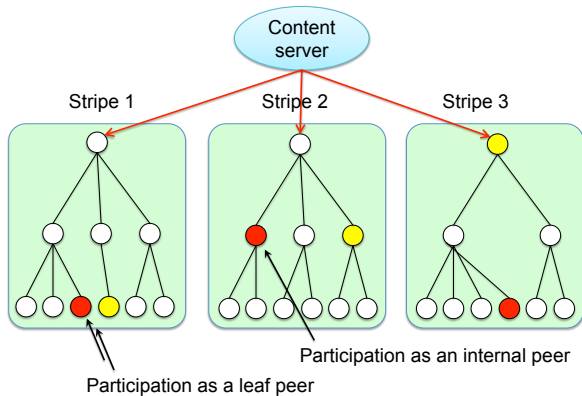 Content
server
Stripe 1
Stripe 2
Stripe 3
Participation as an internal peer
Participation as a leaf peer